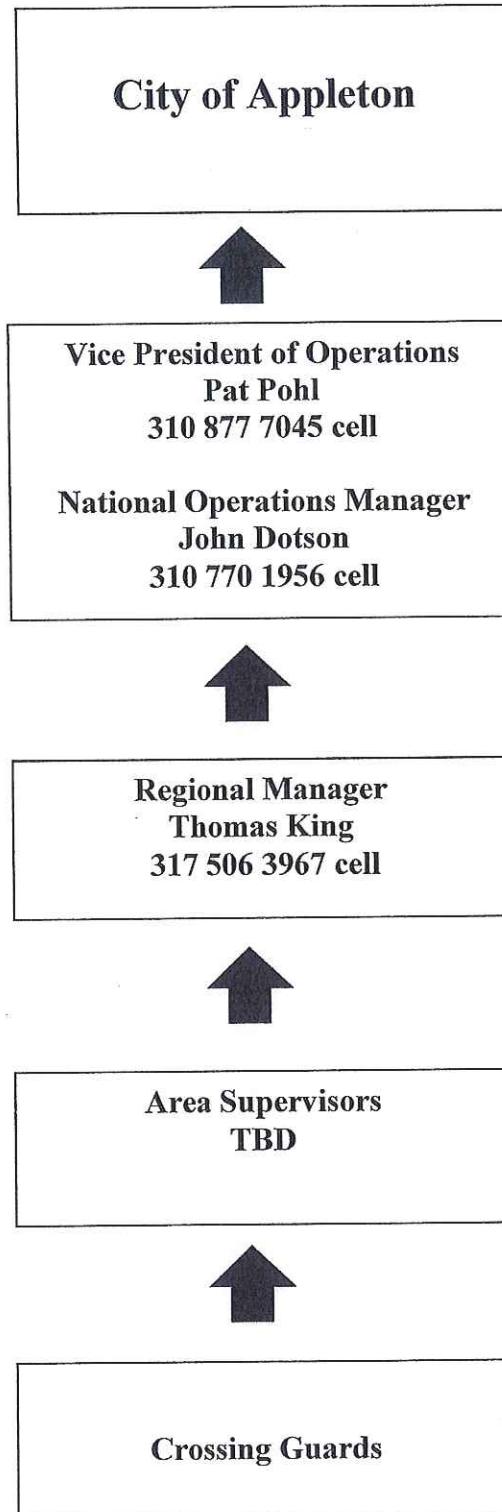 City of Appleton
Vice President of Operations
Pat Pohl
310 877 7045 cell
National Operations Manager
John Dotson
310 770 1956 cell
Regional Manager
Thomas King
317 506 3967 cell
Area Supervisors
TBD
Crossing Guards